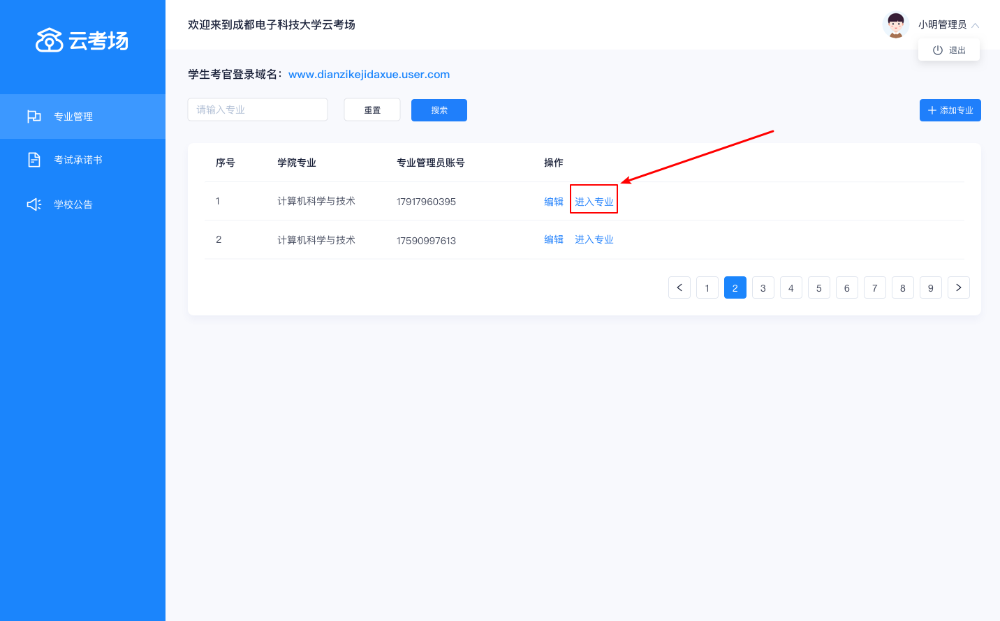 云考场
专业管理
考试承诺书
学校公告
欢迎来到成都电子科技大学云考场
小明管理员
退出
学生考官登录域名：www.dianzikejidaxue.user.com
请输入专业 重置 搜索 添加专业
序号 学院专业 专业管理员账号 操作
1 计算机科学与技术 17917960395 编辑 进入专业
2 计算机科学与技术 17590997613 编辑 进入专业
1 2 3 4 5 6 7 8 9